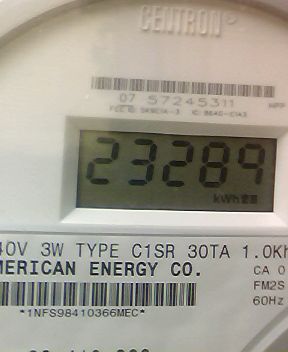 CENTRON®
07 57245311
23289
kWh
40V 3W TYPE C1SR 30TA 1.0Kh
MERICAN ENERGY CO.
CA 0
FM2S
60Hz
*1NFS98410366MEC*